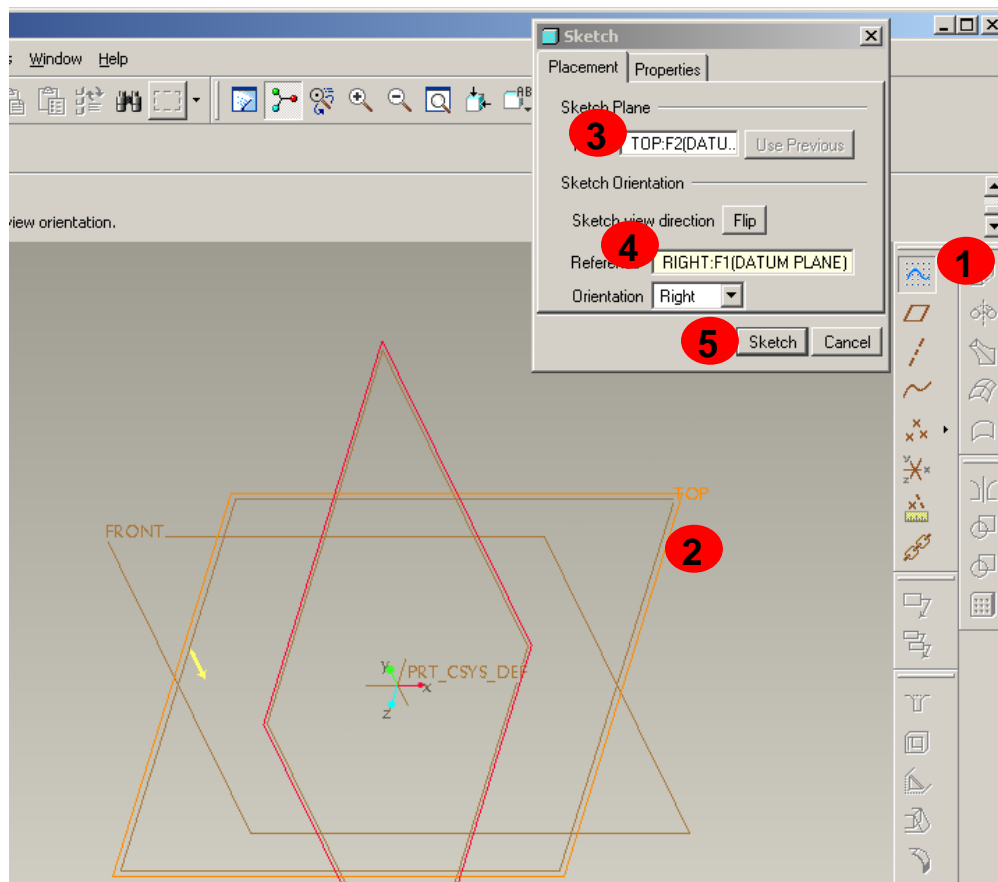 Sketch
Window Help
Placement Properties
Sketch Plane
3
TOP:F2(DATU.. Use Previous
Sketch Orientation
view orientation.
Sketch view direction Flip
4
RIGHT:F1(DATUM PLANE)
1
Orientation Right
5
Sketch Cancel
TOP
FRONT
2
Y
PRT_CSYS_DEF
x
z